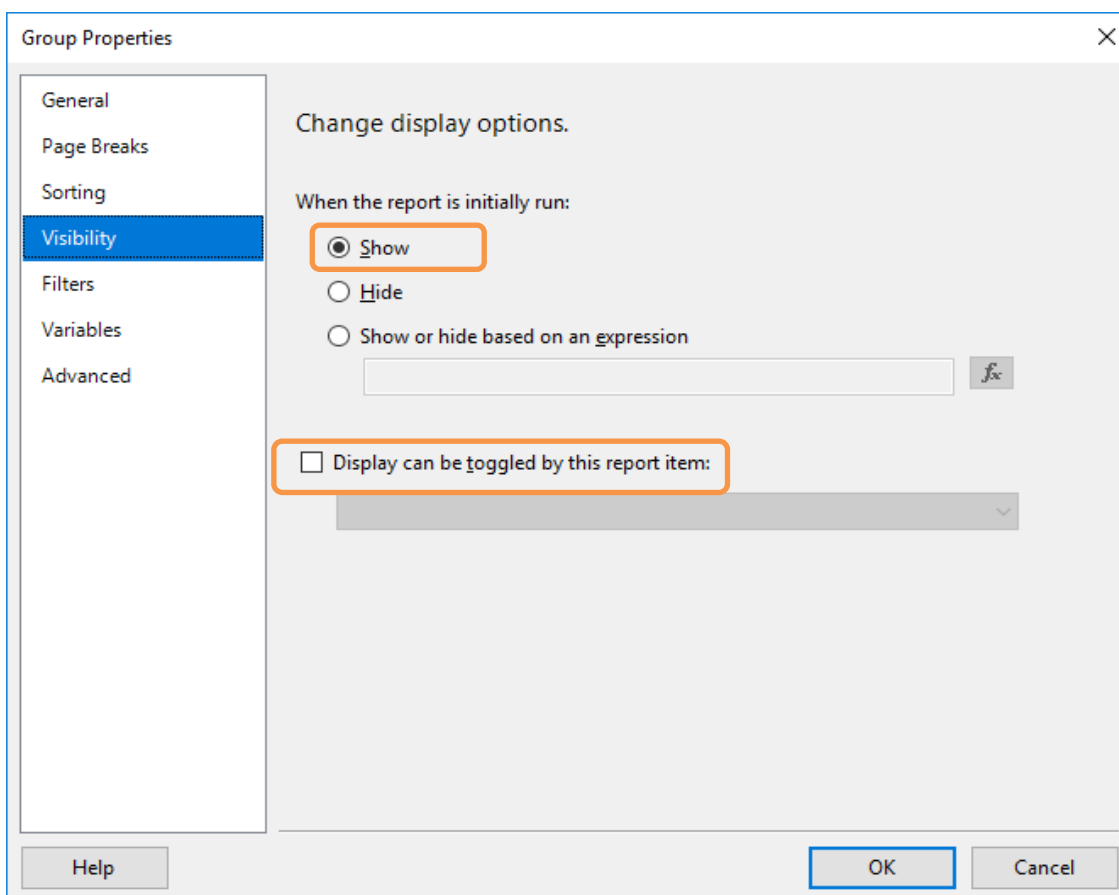 Group Properties
General
Page Breaks
Sorting
Visibility
Filters
Variables
Advanced
Change display options.
When the report is initially run:
Show
Hide
Show or hide based on an expression
fx
Display can be toggled by this report item:
Help
OK
Cancel